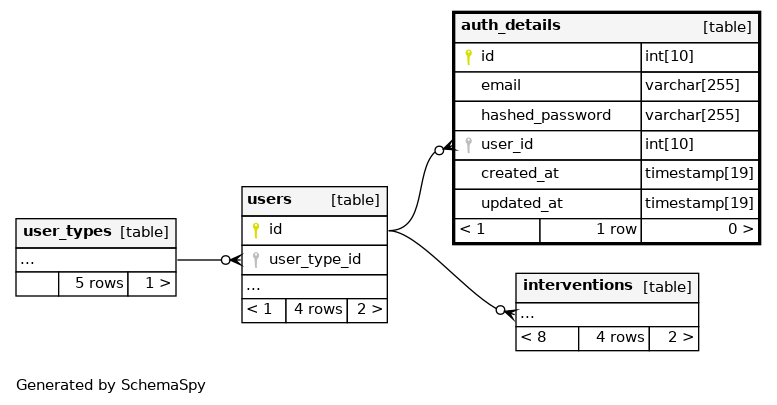 auth_details [table]
id int[10]
email varchar[255]
hashed_password varchar[255]
user_id int[10]
created_at timestamp[19]
updated_at timestamp[19]
< 1 1 row 0 >
users [table]
id
user_type_id
...
< 1 4 rows 2 >
user_types [table]
...
5 rows 1 >
interventions [table]
...
< 8 4 rows 2 >
Generated by SchemaSpy